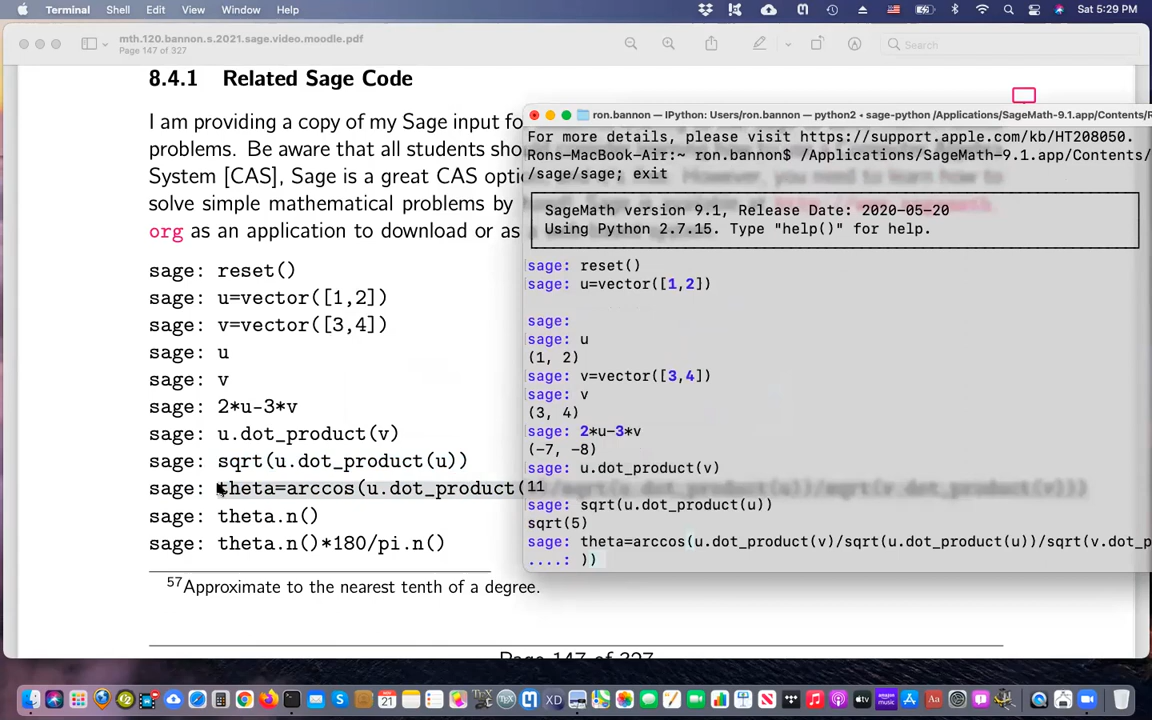 Terminal Shell Edit View Window Help
Sat 5:29 PM
mth.120.bannon.s.2021.sage.video.moodle.pdf
Page 147 of 327
Search
8.4.1 Related Sage Code
I am providing a copy of my Sage input fo
problems. Be aware that all students sho
System [CAS], Sage is a great CAS opti
solve simple mathematical problems by
org as an application to download or as
sage: reset()
sage: u=vector([1,2])
sage: v=vector([3,4])
sage: u
sage: v
sage: 2*u-3*v
sage: u.dot_product(v)
sage: sqrt(u.dot_product(u))
sage: theta=arccos(u.dot_product(
sage: theta.n()
sage: theta.n()*180/pi.n()
57Approximate to the nearest tenth of a degree.
Page 147 of 327
ron.bannon — IPython: Users/ron.bannon — python2 • sage-python /Applications/SageMath-9.1.app/Contents/R
For more details, please visit https://support.apple.com/kb/HT208050.
Rons-MacBook-Air:~ ron.bannon$ /Applications/SageMath-9.1.app/Contents/
/sage/sage; exit
SageMath version 9.1, Release Date: 2020-05-20
Using Python 2.7.15. Type "help()" for help.
sage: reset()
sage: u=vector([1,2])
sage:
sage: u
(1, 2)
sage: v=vector([3,4])
sage: v
(3, 4)
sage: 2*u-3*v
(-7, -8)
sage: u.dot_product(v)
11
sage: sqrt(u.dot_product(u))
sqrt(5)
sage: theta=arccos(u.dot_product(v)/sqrt(u.dot_product(u))/sqrt(v.dot_p
....: ))